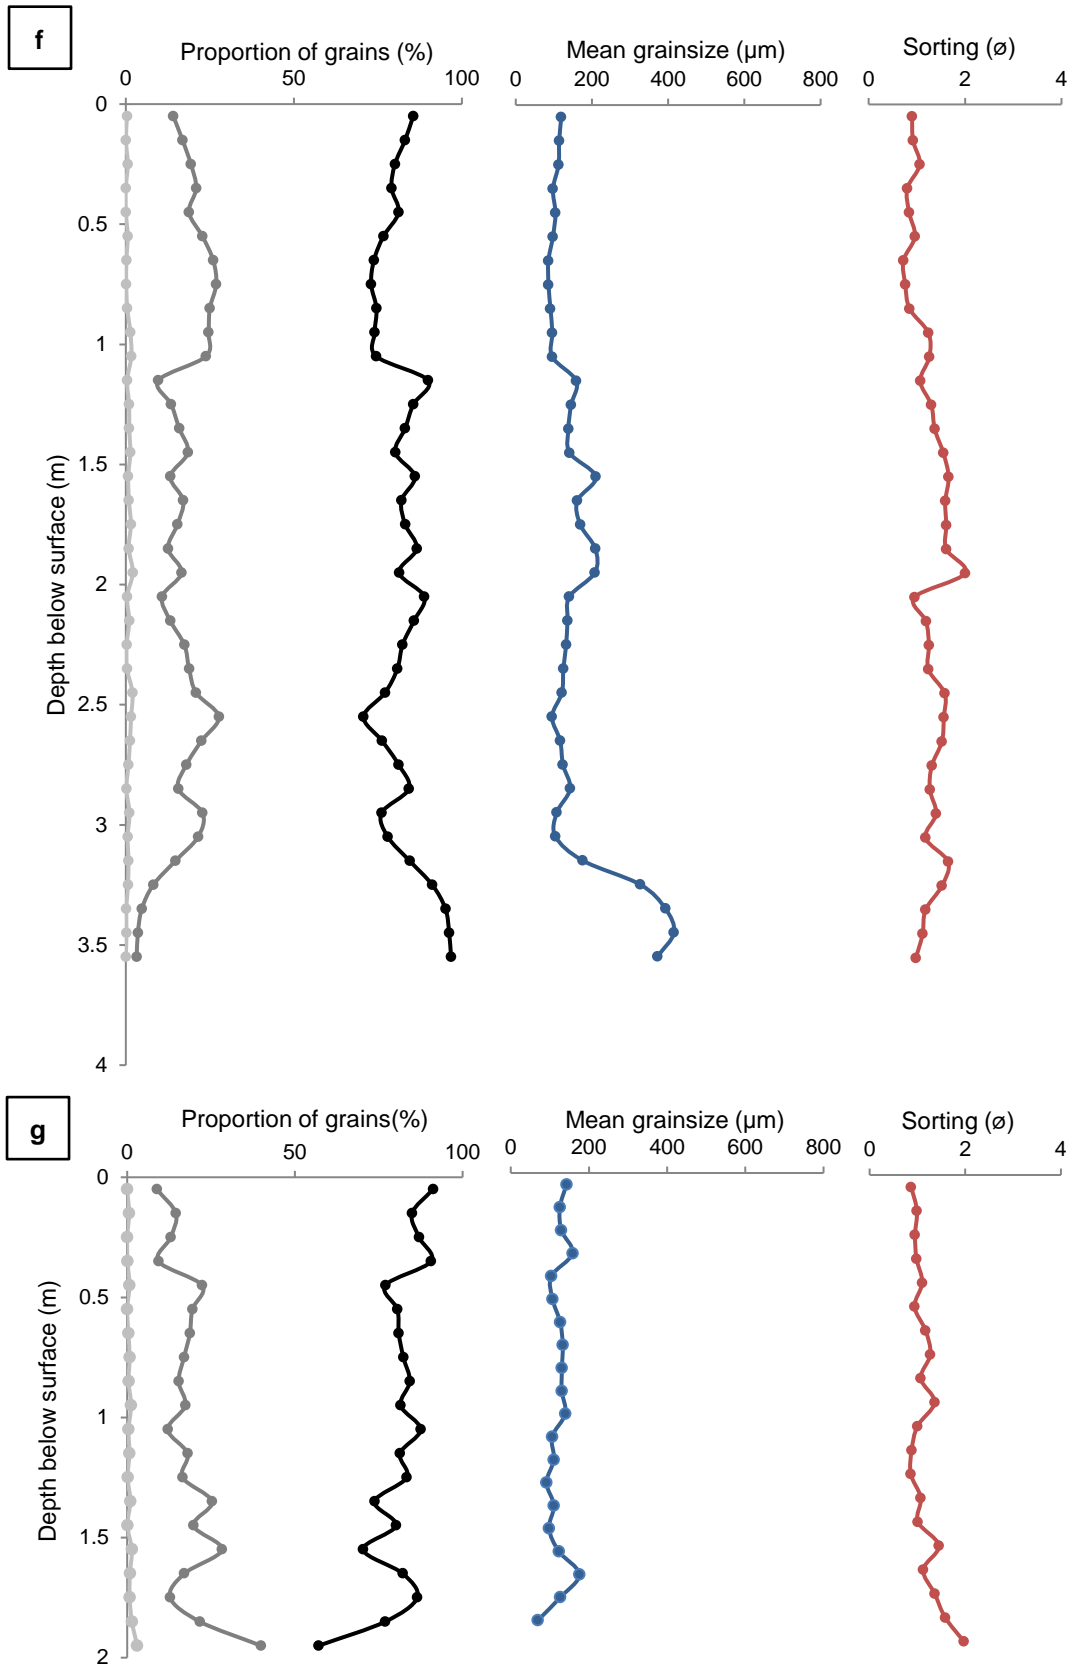 f
Proportion of grains (%)
Mean grainsize (µm)
Sorting (ø)
0 50 100
0 200 400 600 800
0 2 4
0
0.5
1
1.5
2
2.5
3
3.5
4
Depth below surface (m)
g
Proportion of grains(%)
Mean grainsize (µm)
Sorting (ø)
0 50 100
0 200 400 600 800
0 2 4
0
0.5
1
1.5
2
Depth below surface (m)